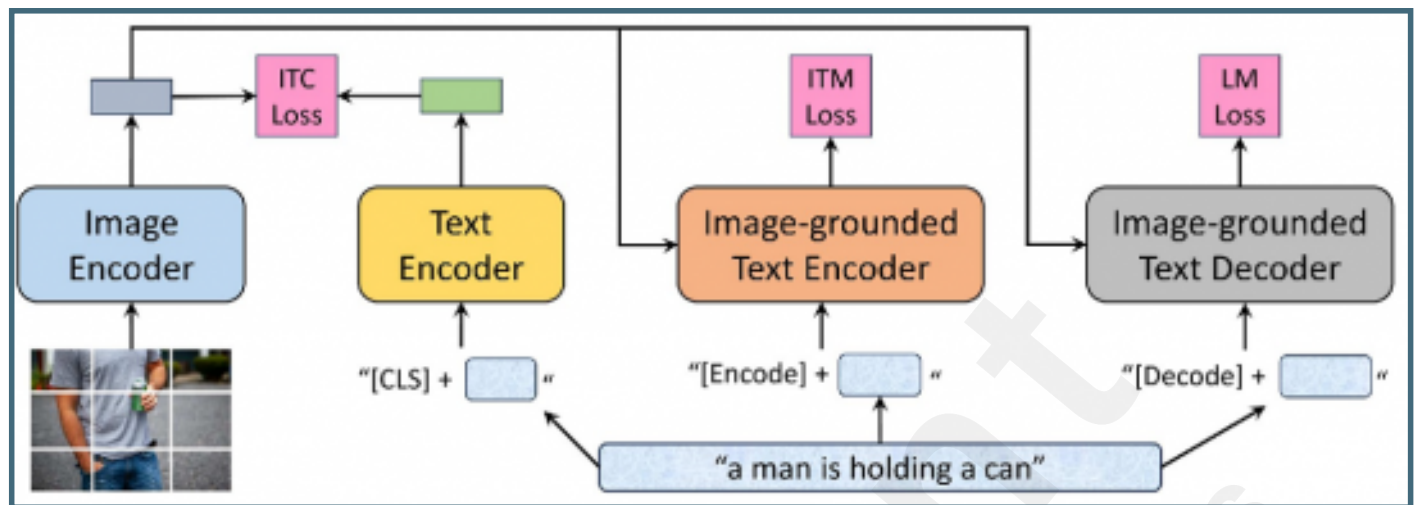 ITC
Loss
ITM
Loss
LM
Loss
Image
Encoder
Text
Encoder
Image-grounded
Text Encoder
Image-grounded
Text Decoder
“[CLS] + “
“[Encode] + “
“[Decode] + “
“a man is holding a can”